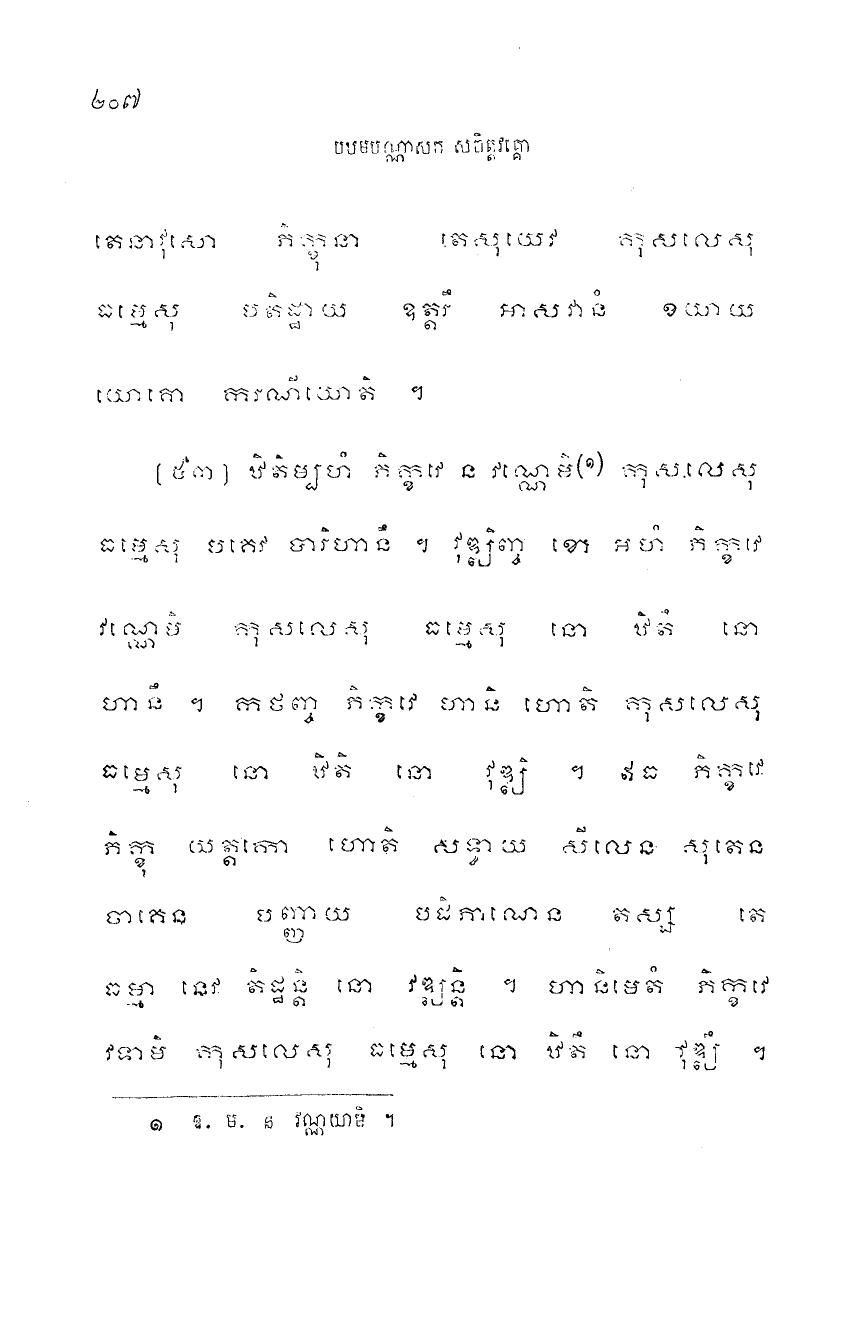 ២០៧
បឋមបណ្ណាសក សចិត្តវគ្គោ
តេនាវុសោ ភិក្ខុនា តេសុយេវ កុសលេសុ
ធម្មេសុ បតិដ្ឋាយ ឧត្តរឹ អាសវានំ ខយាយ
យោគោ ករណីយោតិ ។
(៥៣) ឋិតិម្បហំ ភិក្ខវេ ន វណ្ណេមិ(១) កុសលេសុ
ធម្មេសុ បគេវ បារិហានឹ ។ វុឌ្ឍិញ្ច ខោ អហំ ភិក្ខវេ
វណ្ណេមិ កុសលេសុ ធម្មេសុ នោ ឋិតំ នោ
ហានឹ ។ កថញ្ច ភិក្ខវេ ហានិ ហោតិ កុសលេសុ
ធម្មេសុ នោ ឋិតិ នោ វុឌ្ឍិ ។ ឥធ ភិក្ខវេ
ភិក្ខុ យត្តកោ ហោតិ សទ្ធាយ សីលេន សុតេន
ចាគេន បញ្ញាយ បដិភាណេន តស្ស តេ
ធម្មា នេវ តិដ្ឋន្តិ នោ វឌ្ឍន្តិ ។ ហានិមេតំ ភិក្ខវេ
វទាមិ កុសលេសុ ធម្មេសុ នោ ឋិតឹ នោ វុឌ្ឍឹ ។
១ ឱ. ម. ន វណ្ណយាមិ ។